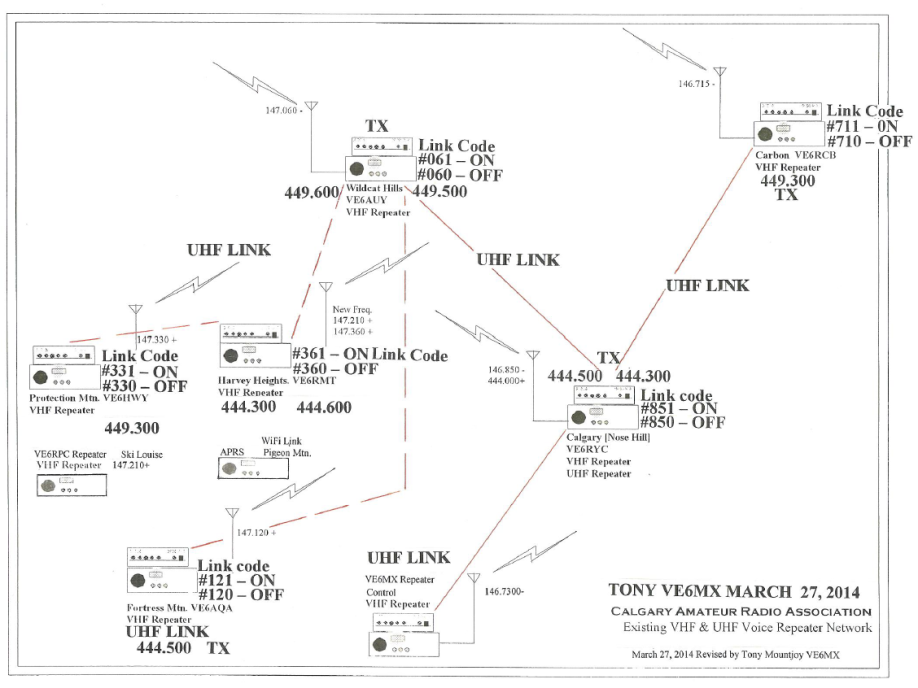 147.060 -
TX
Link Code
#061 – ON
#060 – OFF
449.600
Wildcat Hills
449.500
VE6AUY
VHF Repeater
146.715 -
Link Code
#711 – 0N
#710 – OFF
Carbon VE6RCB
VHF Repeater
449.300
TX
UHF LINK
UHF LINK
UHF LINK
147.330 +
Link Code
#331 – ON
#330 – OFF
Protection Mtn. VE6HWY
VHF Repeater
449.300
New Freq.
147.210 +
147.360 +
#361 – ON Link Code
#360 – OFF
Harvey Heights. VE6RMT
VHF Repeater
444.300 444.600
146.850 -
444.000+
TX
444.500 444.300
Link code
#851 – ON
#850 – OFF
Calgary [Nose Hill]
VE6RYC
VHF Repeater
UHF Repeater
VE6RPC Repeater Ski Louise
VHF Repeater 147.210+
WiFi Link
APRS Pigeon Mtn.
147.120 +
Link code
#121 – ON
#120 – OFF
Fortress Mtn. VE6AQA
VHF Repeater
UHF LINK
444.500 TX
UHF LINK
VE6MX Repeater
Control
VHF Repeater
146.7300-
TONY VE6MX MARCH 27, 2014
CALGARY AMATEUR RADIO ASSOCIATION
Existing VHF & UHF Voice Repeater Network
March 27, 2014 Revised by Tony Mountjoy VE6MX